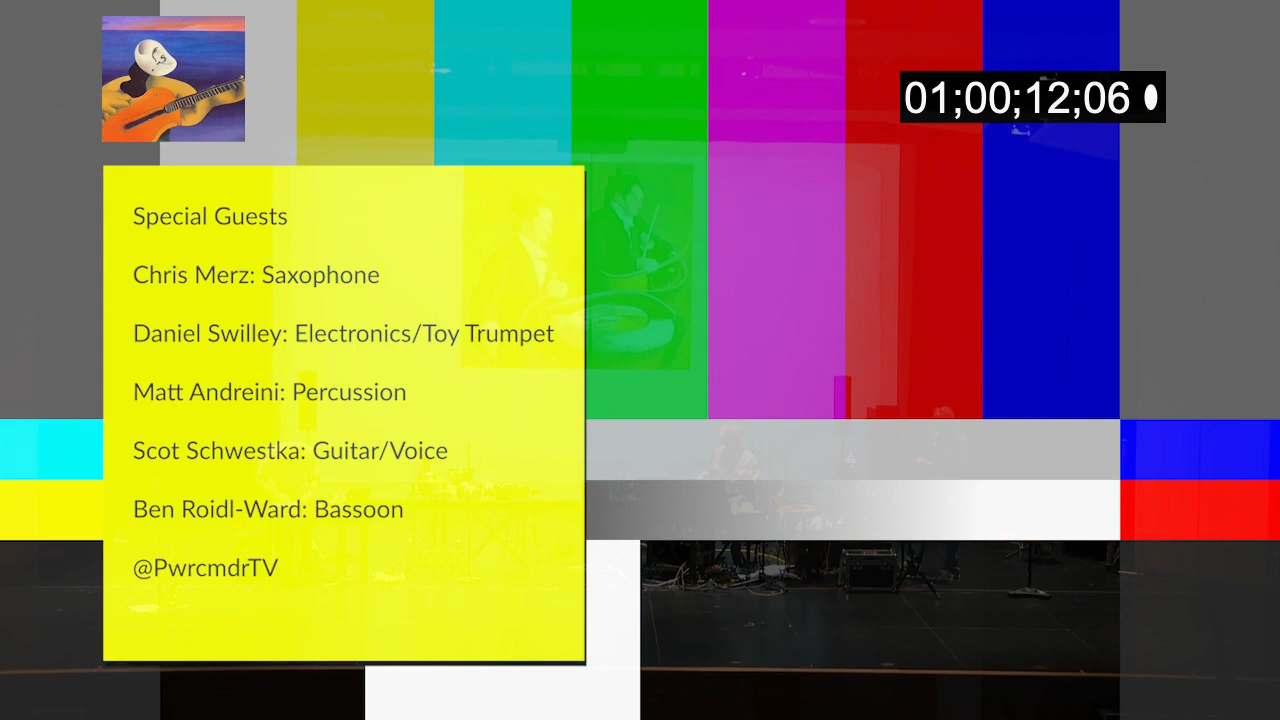 01;00;12;06
Special Guests
Chris Merz: Saxophone
Daniel Swilley: Electronics/Toy Trumpet
Matt Andreini: Percussion
Scot Schwestka: Guitar/Voice
Ben Roidl-Ward: Bassoon
@PwrcmdrTV